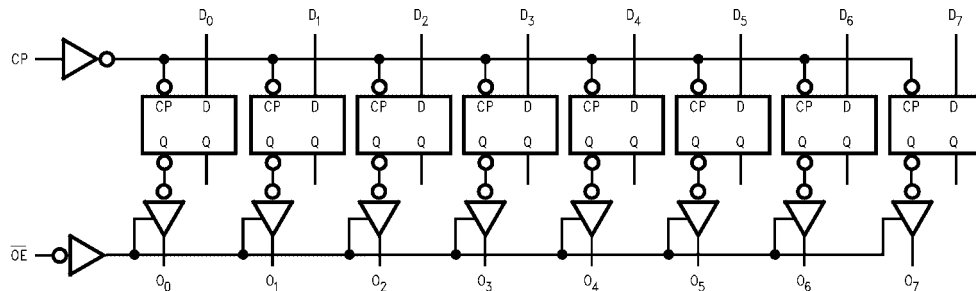 D0 D1 D2 D3 D4 D5 D6 D7
CP
CP D CP D CP D CP D CP D CP D CP D CP D
Q Q Q Q Q Q Q Q Q Q Q Q Q Q Q Q
OE
O0 O1 O2 O3 O4 O5 O6 O7